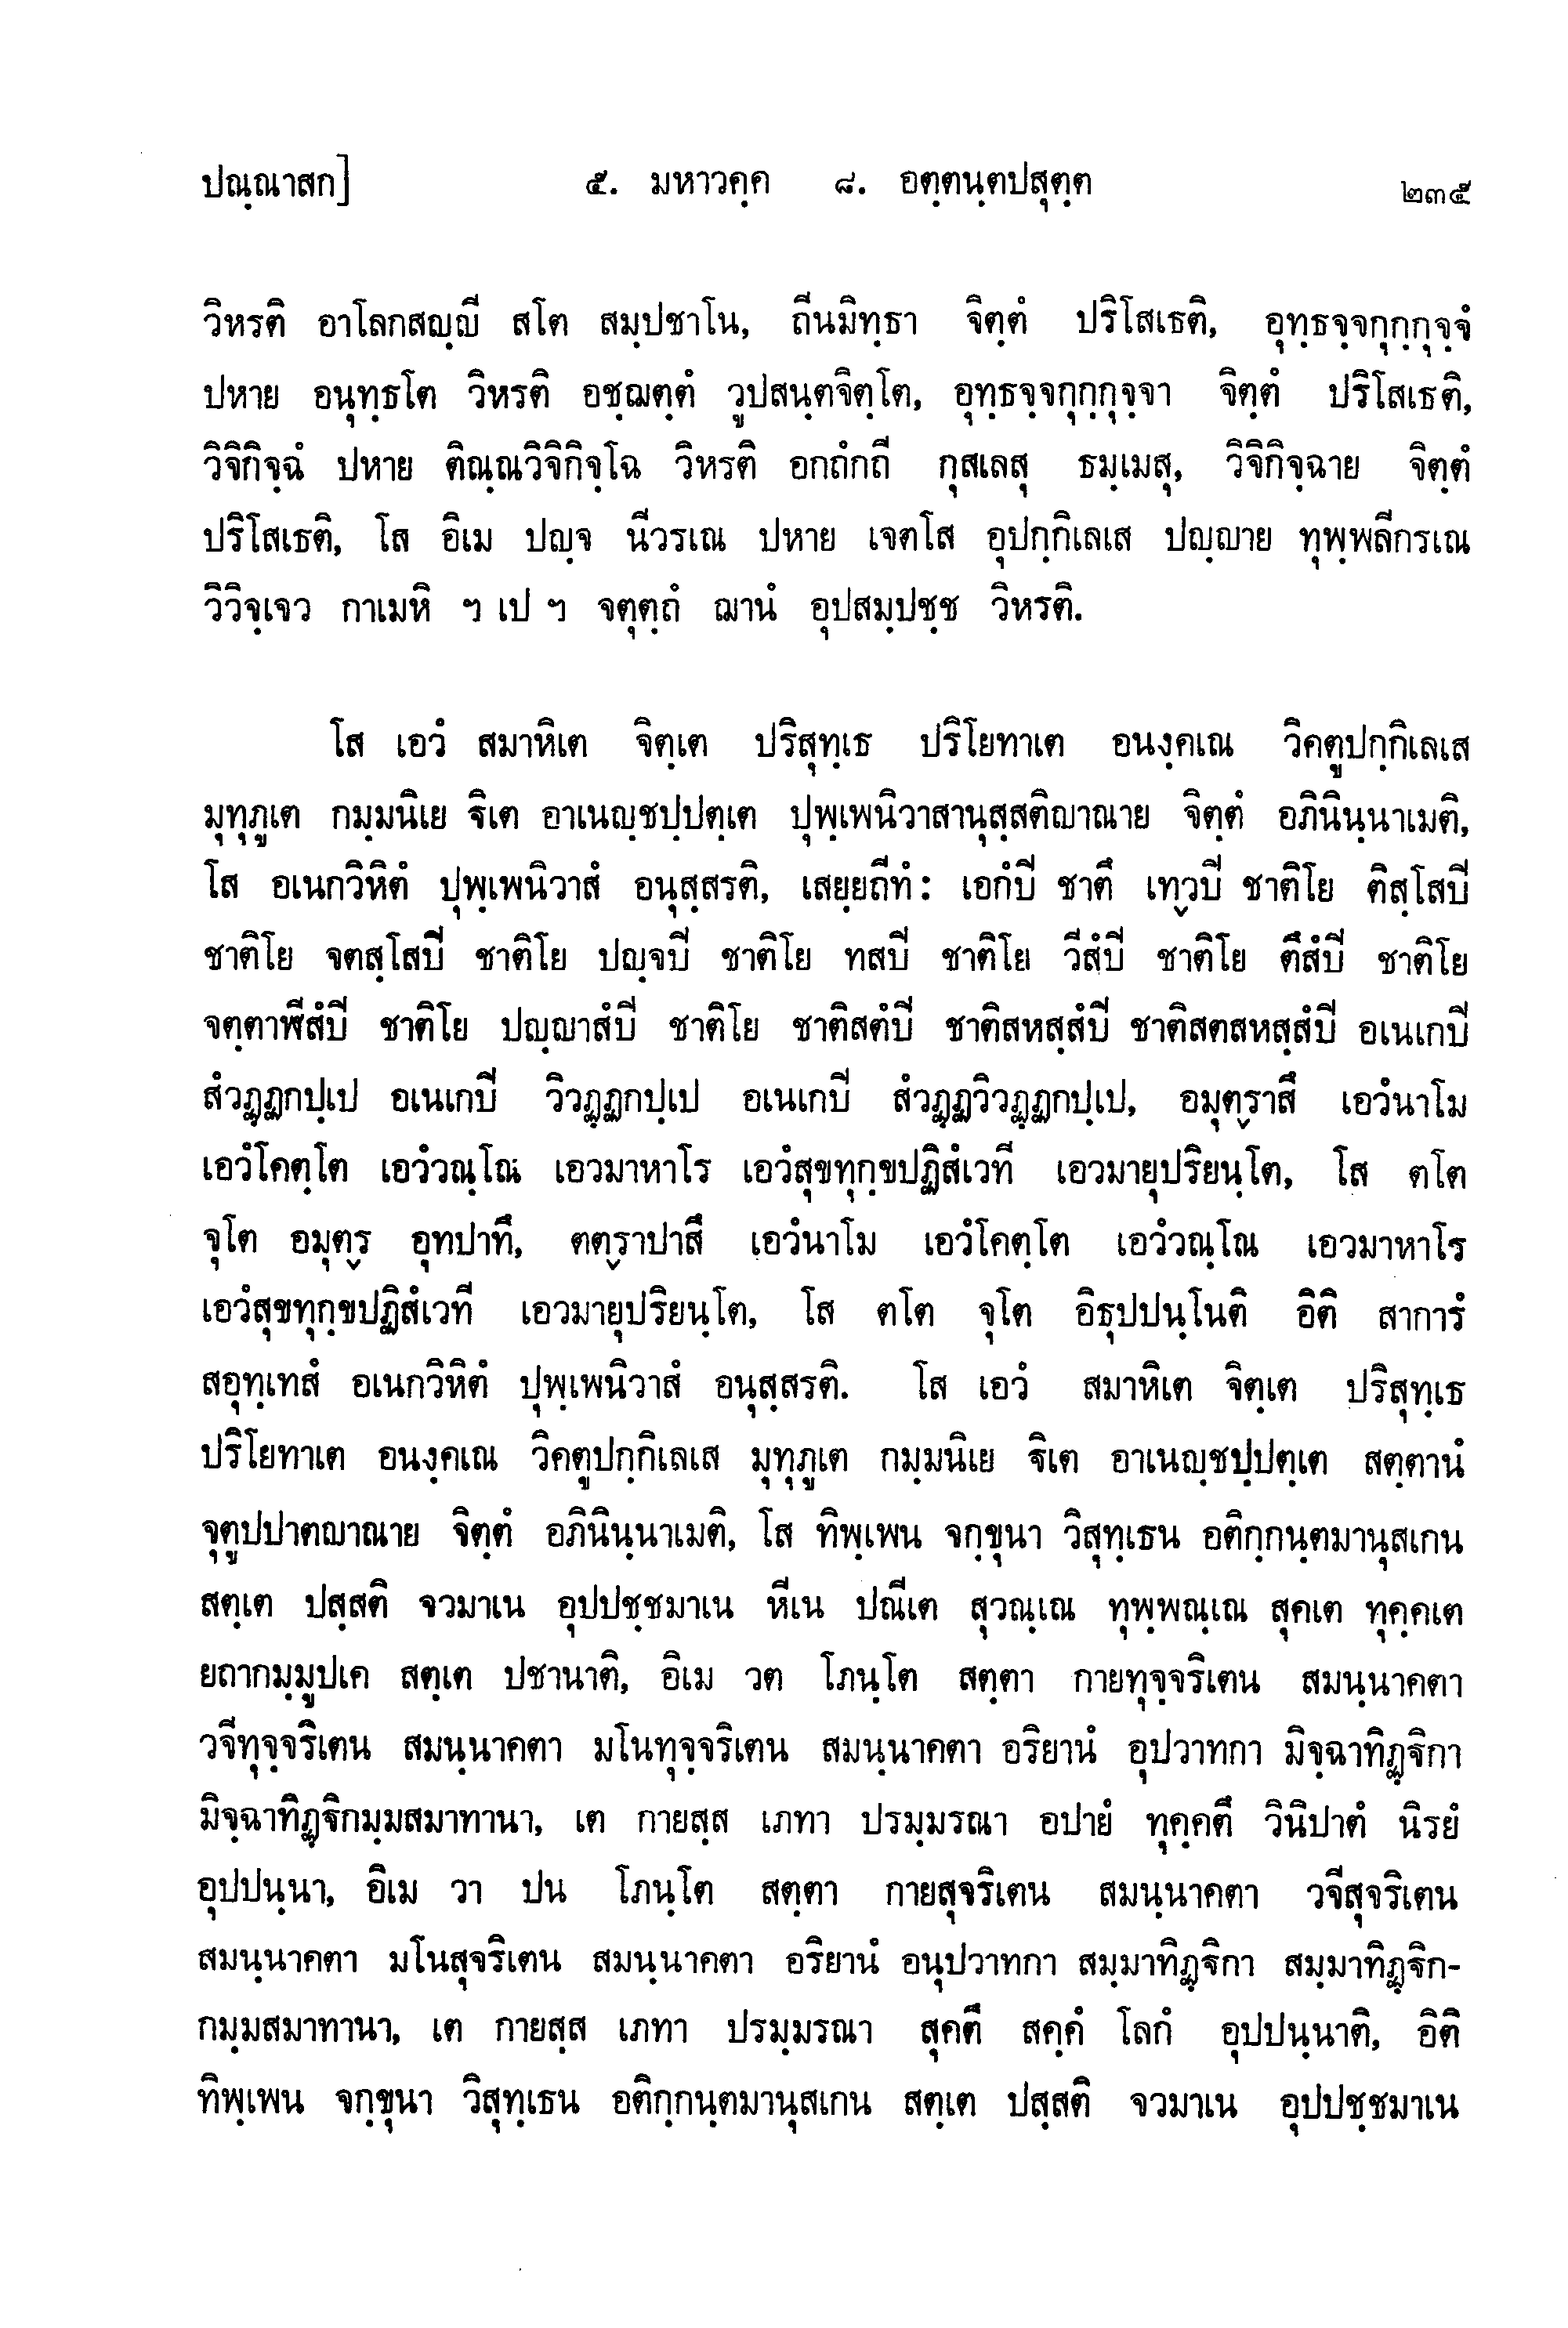 ปณฺณาสก] ๕. มหาวคฺค ๘. อตฺตนฺตปสุตฺต ๒๓๕
วิหรติ อาโลกสญฺญี สโต สมฺปชาโน, ถีนมิทฺธา จิตฺตํ ปริโสเธติ, อุทฺธจฺจกุกฺกุจฺจํ
ปหาย อนุทฺธโต วิหรติ อชฺฌตฺตํ วูปสนฺตจิตฺโต, อุทฺธจฺจกุกฺกุจฺจา จิตฺตํ ปริโสเธติ,
วิจิกิจฺฉํ ปหาย ติณฺณวิจิกิจฺโฉ วิหรติ อกถํกถี กุสเลสุ ธมฺเมสุ, วิจิกิจฺฉาย จิตฺตํ
ปริโสเธติ, โส อิเม ปญฺจ นีวรเณ ปหาย เจตโส อุปกฺกิเลเส ปญฺญาย ทุพฺพลีกรเณ
วิวิจฺเจว กาเมหิ ฯ เป ฯ จตุตฺถํ ฌานํ อุปสมฺปชฺช วิหรติ.
โส เอวํ สมาหิเต จิตฺเต ปริสุทฺเธ ปริโยทาเต อนงฺคเณ วิคตูปกฺกิเลเส
มุทุภูเต กมฺมนิเย ฐิเต อาเนญฺชปฺปตฺเต ปุพฺเพนิวาสานุสฺสติญาณาย จิตฺตํ อภินินฺนาเมติ,
โส อเนกวิหิตํ ปุพฺเพนิวาสํ อนุสฺสรติ, เสยฺยถีทํ: เอกํบี ชาตึ เทฺวบี ชาติโย ติสฺโสบี
ชาติโย จตสฺโสบี ชาติโย ปญฺจบี ชาติโย ทสบี ชาติโย วีสํบี ชาติโย ตึสํบี ชาติโย
จตฺตาฬีสํบี ชาติโย ปญฺญาสํบี ชาติโย ชาติสตํบี ชาติสหสฺสํบี ชาติสตสหสฺสํบี อเนเกบี
สํวฏฺฏกปฺเป อเนเกบี วิวฏฺฏกปฺเป อเนเกบี สํวฏฺฏวิวฏฺฏกปฺเป, อมุตฺราสึ เอวํนาโม
เอวํโคตฺโต เอวํวณฺโณ เอวมาหาโร เอวํสุขทุกฺขปฏิสํเวที เอวมายุปริยนฺโต, โส ตโต
จุโต อมุตฺร อุทปาทึ, ตตฺราปาสึ เอวํนาโม เอวํโคตฺโต เอวํวณฺโณ เอวมาหาโร
เอวํสุขทุกฺขปฏิสํเวที เอวมายุปริยนฺโต, โส ตโต จุโต อิธุปปนฺโนติ อิติ สาการํ
สอุทฺเทสํ อเนกวิหิตํ ปุพฺเพนิวาสํ อนุสฺสรติ. โส เอวํ สมาหิเต จิตฺเต ปริสุทฺเธ
ปริโยทาเต อนงฺคเณ วิคตูปกฺกิเลเส มุทุภูเต กมฺมนิเย ฐิเต อาเนญฺชปฺปตฺเต สตฺตานํ
จุตูปปาตญาณาย จิตฺตํ อภินินฺนาเมติ, โส ทิพฺเพน จกฺขุนา วิสุทฺเธน อติกฺกนฺตมานุสเกน
สตฺเต ปสฺสติ จวมาเน อุปปชฺชมาเน หีเน ปณีเต สุวณฺเณ ทุพฺพณฺเณ สุคเต ทุคฺคเต
ยถากมฺมูปเค สตฺเต ปชานาติ, อิเม วต โภนฺโต สตฺตา กายทุจฺจริเตน สมนฺนาคตา
วจีทุจฺจริเตน สมนฺนาคตา มโนทุจฺจริเตน สมนฺนาคตา อริยานํ อุปวาทกา มิจฺฉาทิฏฺฐิกา
มิจฺฉาทิฏฺฐิกมฺมสมาทานา, เต กายสฺส เภทา ปรมฺมรณา อปายํ ทุคฺคตึ วินิปาตํ นิรยํ
อุปปนฺนา, อิเม วา ปน โภนฺโต สตฺตา กายสุจริเตน สมนฺนาคตา วจีสุจริเตน
สมนฺนาคตา มโนสุจริเตน สมนฺนาคตา อริยานํ อนุปวาทกา สมฺมาทิฏฺฐิกา สมฺมาทิฏฺฐิก-
กมฺมสมาทานา, เต กายสฺส เภทา ปรมฺมรณา สุคตึ สคฺคํ โลกํ อุปปนฺนาติ, อิติ
ทิพฺเพน จกฺขุนา วิสุทฺเธน อติกฺกนฺตมานุสเกน สตฺเต ปสฺสติ จวมาเน อุปปชฺชมาเน